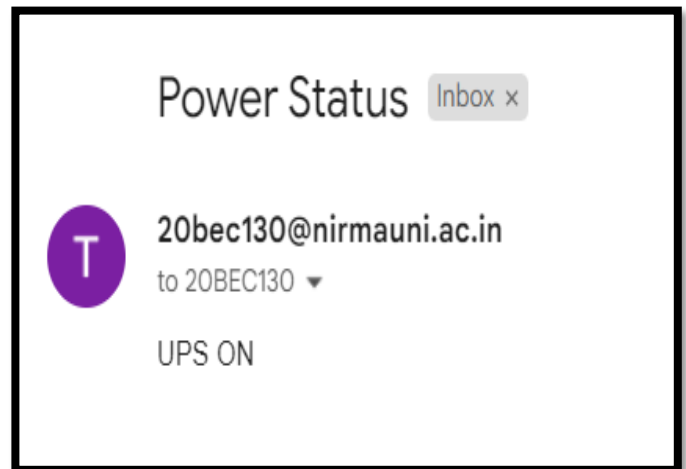 Power Status Inbox ×
T
20bec130@nirmauni.ac.in
to 20BEC130
UPS ON